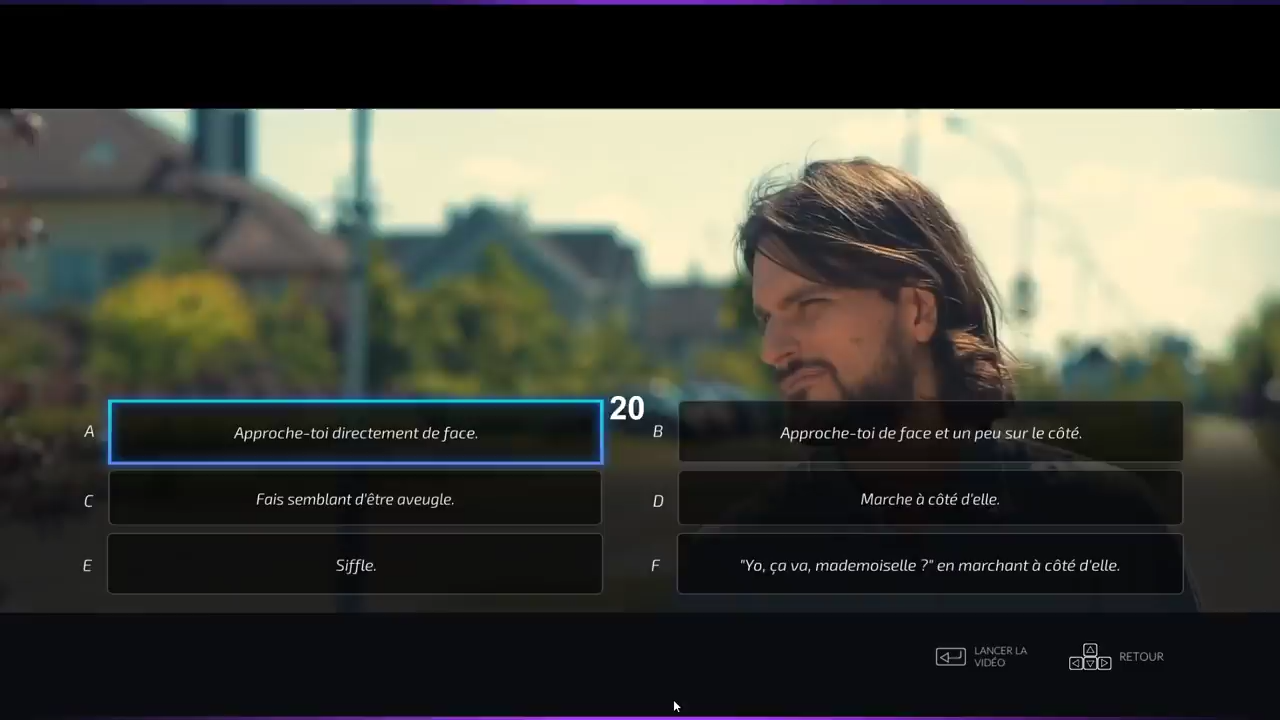 A
Approche-toi directement de face.
20
B
Approche-toi de face et un peu sur le côté.
C
Fais semblant d'être aveugle.
D
Marche à côté d'elle.
E
Siffle.
F
"Yo, ça va, mademoiselle ?" en marchant à côté d'elle.
LANCER LA
VIDÉO
RETOUR